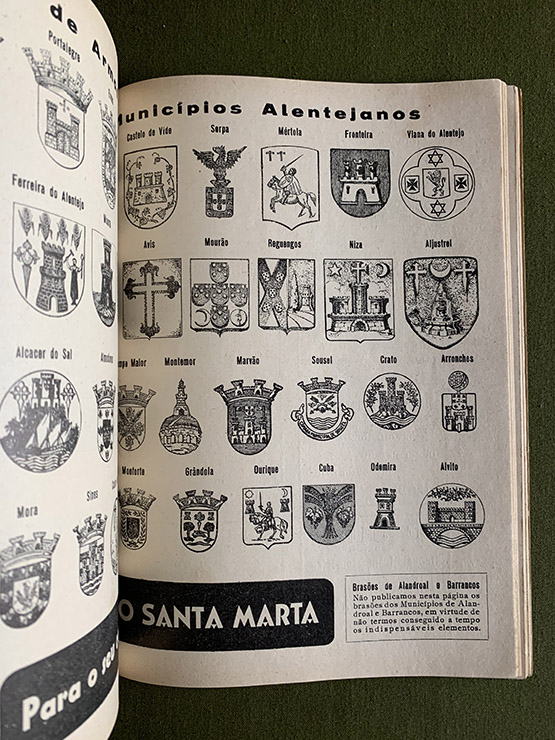 de Arm
Portalegre
Ferreira do Alentejo
Alcacer do Sal
Mora
Sines
Para o seu
Municípios Alentejanos
Castelo de Vide Serpa Mértola Fronteira Viana do Alentejo
Avis Mourão Reguengos Niza Aljustrel
mpo Maior Montemor Marvão Sousel Crato Arronches
Monforte Grândola Ourique Cuba Odemira Alvito
O SANTA MARTA
Brasões de Alandroal e Barrancos
Não publicamos nesta página os
brasões dos Municípios de Alan-
droal e Barrancos, em virtude de
não termos conseguido a tempo
os indispensáveis elementos.